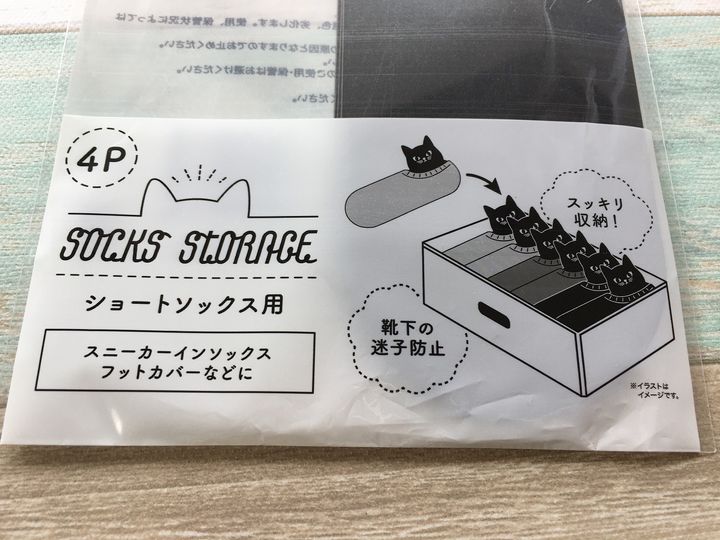 4P
SOCKS STORAGE
ショートソックス用
スニーカーインソックス
フットカバーなどに
スッキリ
収納！
靴下の
迷子防止
※イラストは
イメージです。